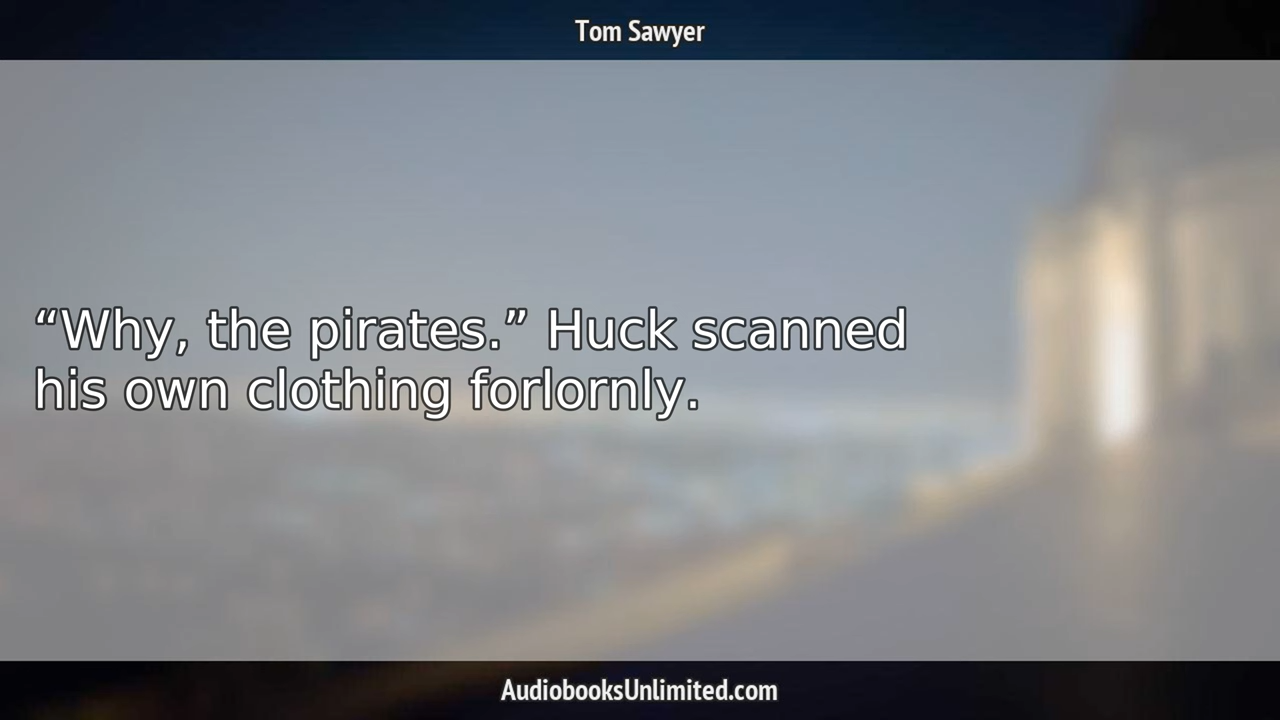 Tom Sawyer
“Why, the pirates.” Huck scanned
his own clothing forlornly.
AudiobooksUnlimited.com